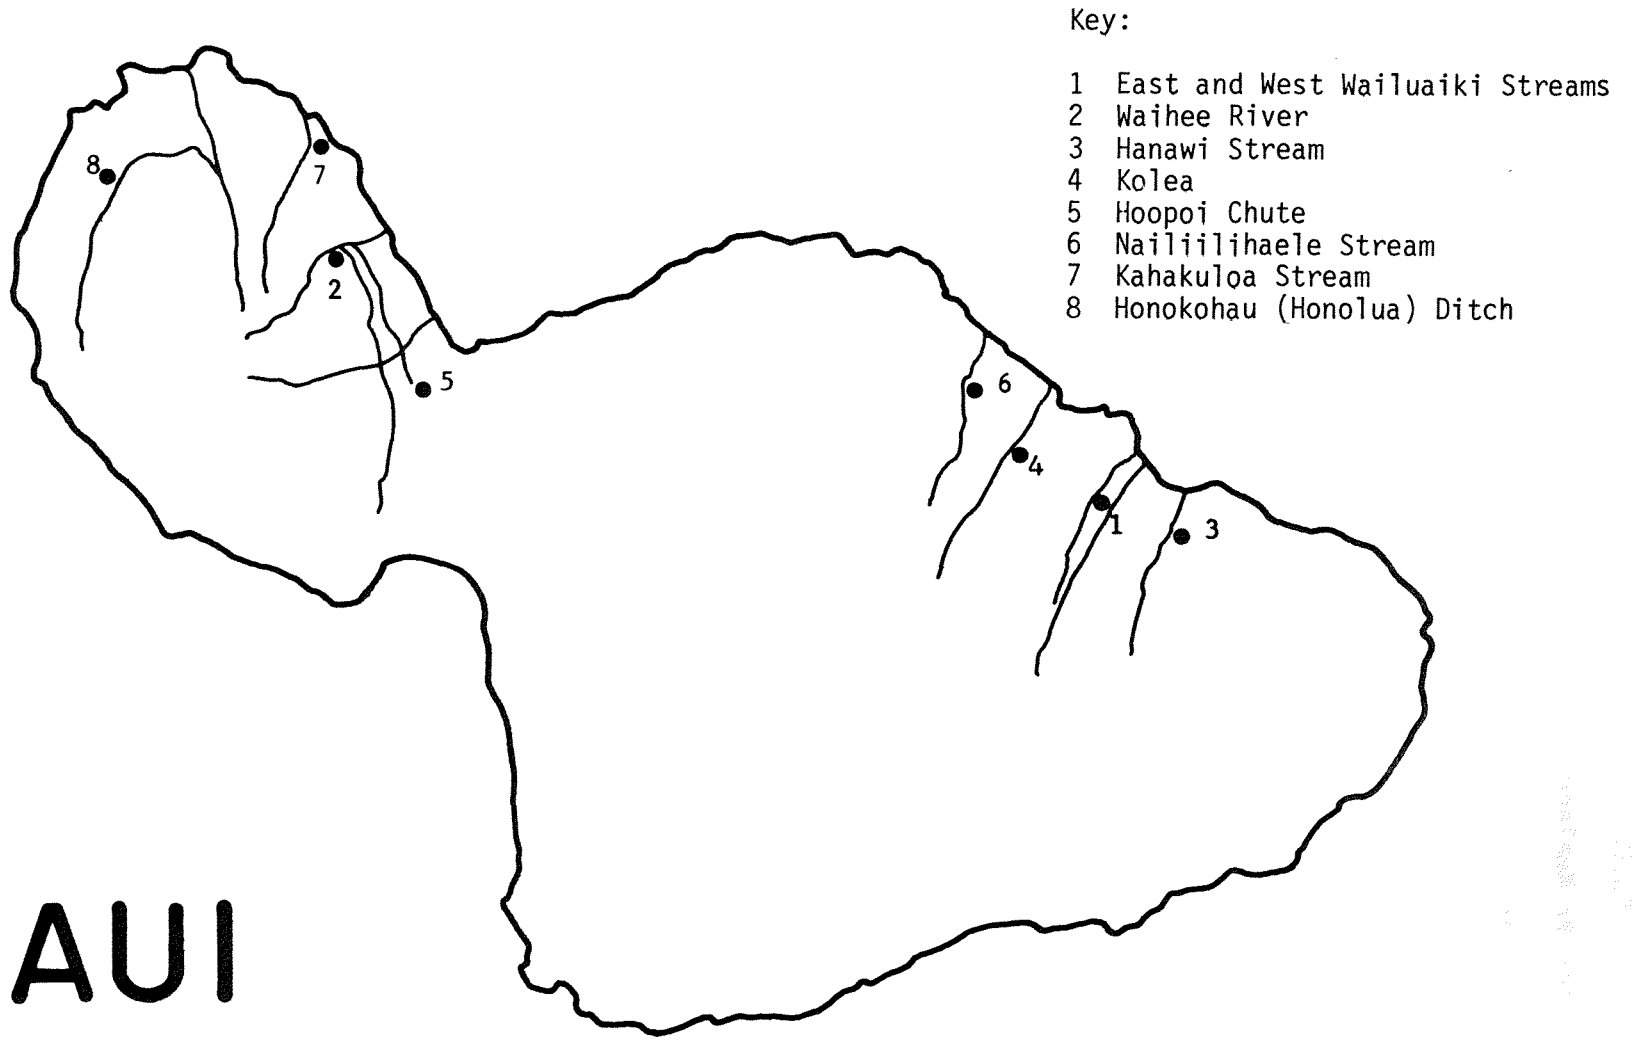 Key:
1 East and West Wailuaiki Streams
2 Waihee River
3 Hanawi Stream
4 Kolea
5 Hoopoi Chute
6 Nailiilihaele Stream
7 Kahakuloa Stream
8 Honokohau (Honolua) Ditch
8
7
2
5
6
4
1
3
AUI